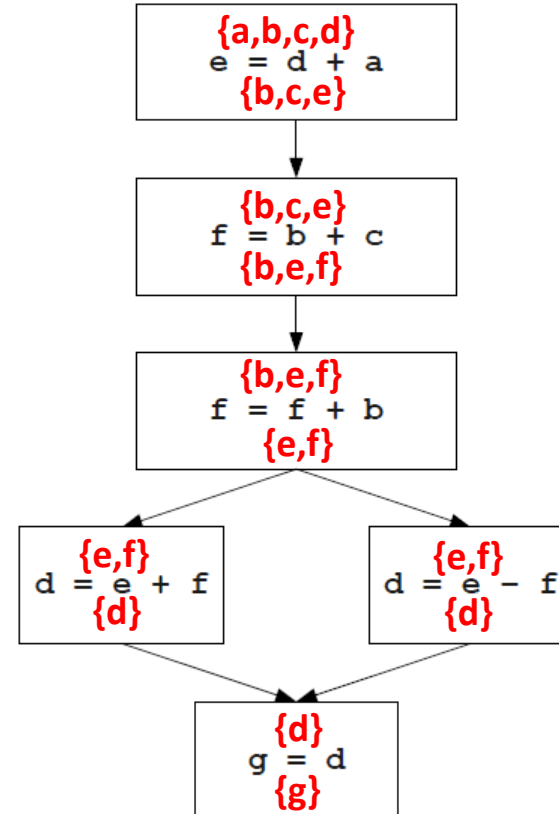 {a,b,c,d}
e = d + a
{b,c,e}
{b,c,e}
f = b + c
{b,e,f}
{b,e,f}
f = f + b
{e,f}
{e,f}
d = e + f
{d}
{e,f}
d = e - f
{d}
{d}
g = d
{g}